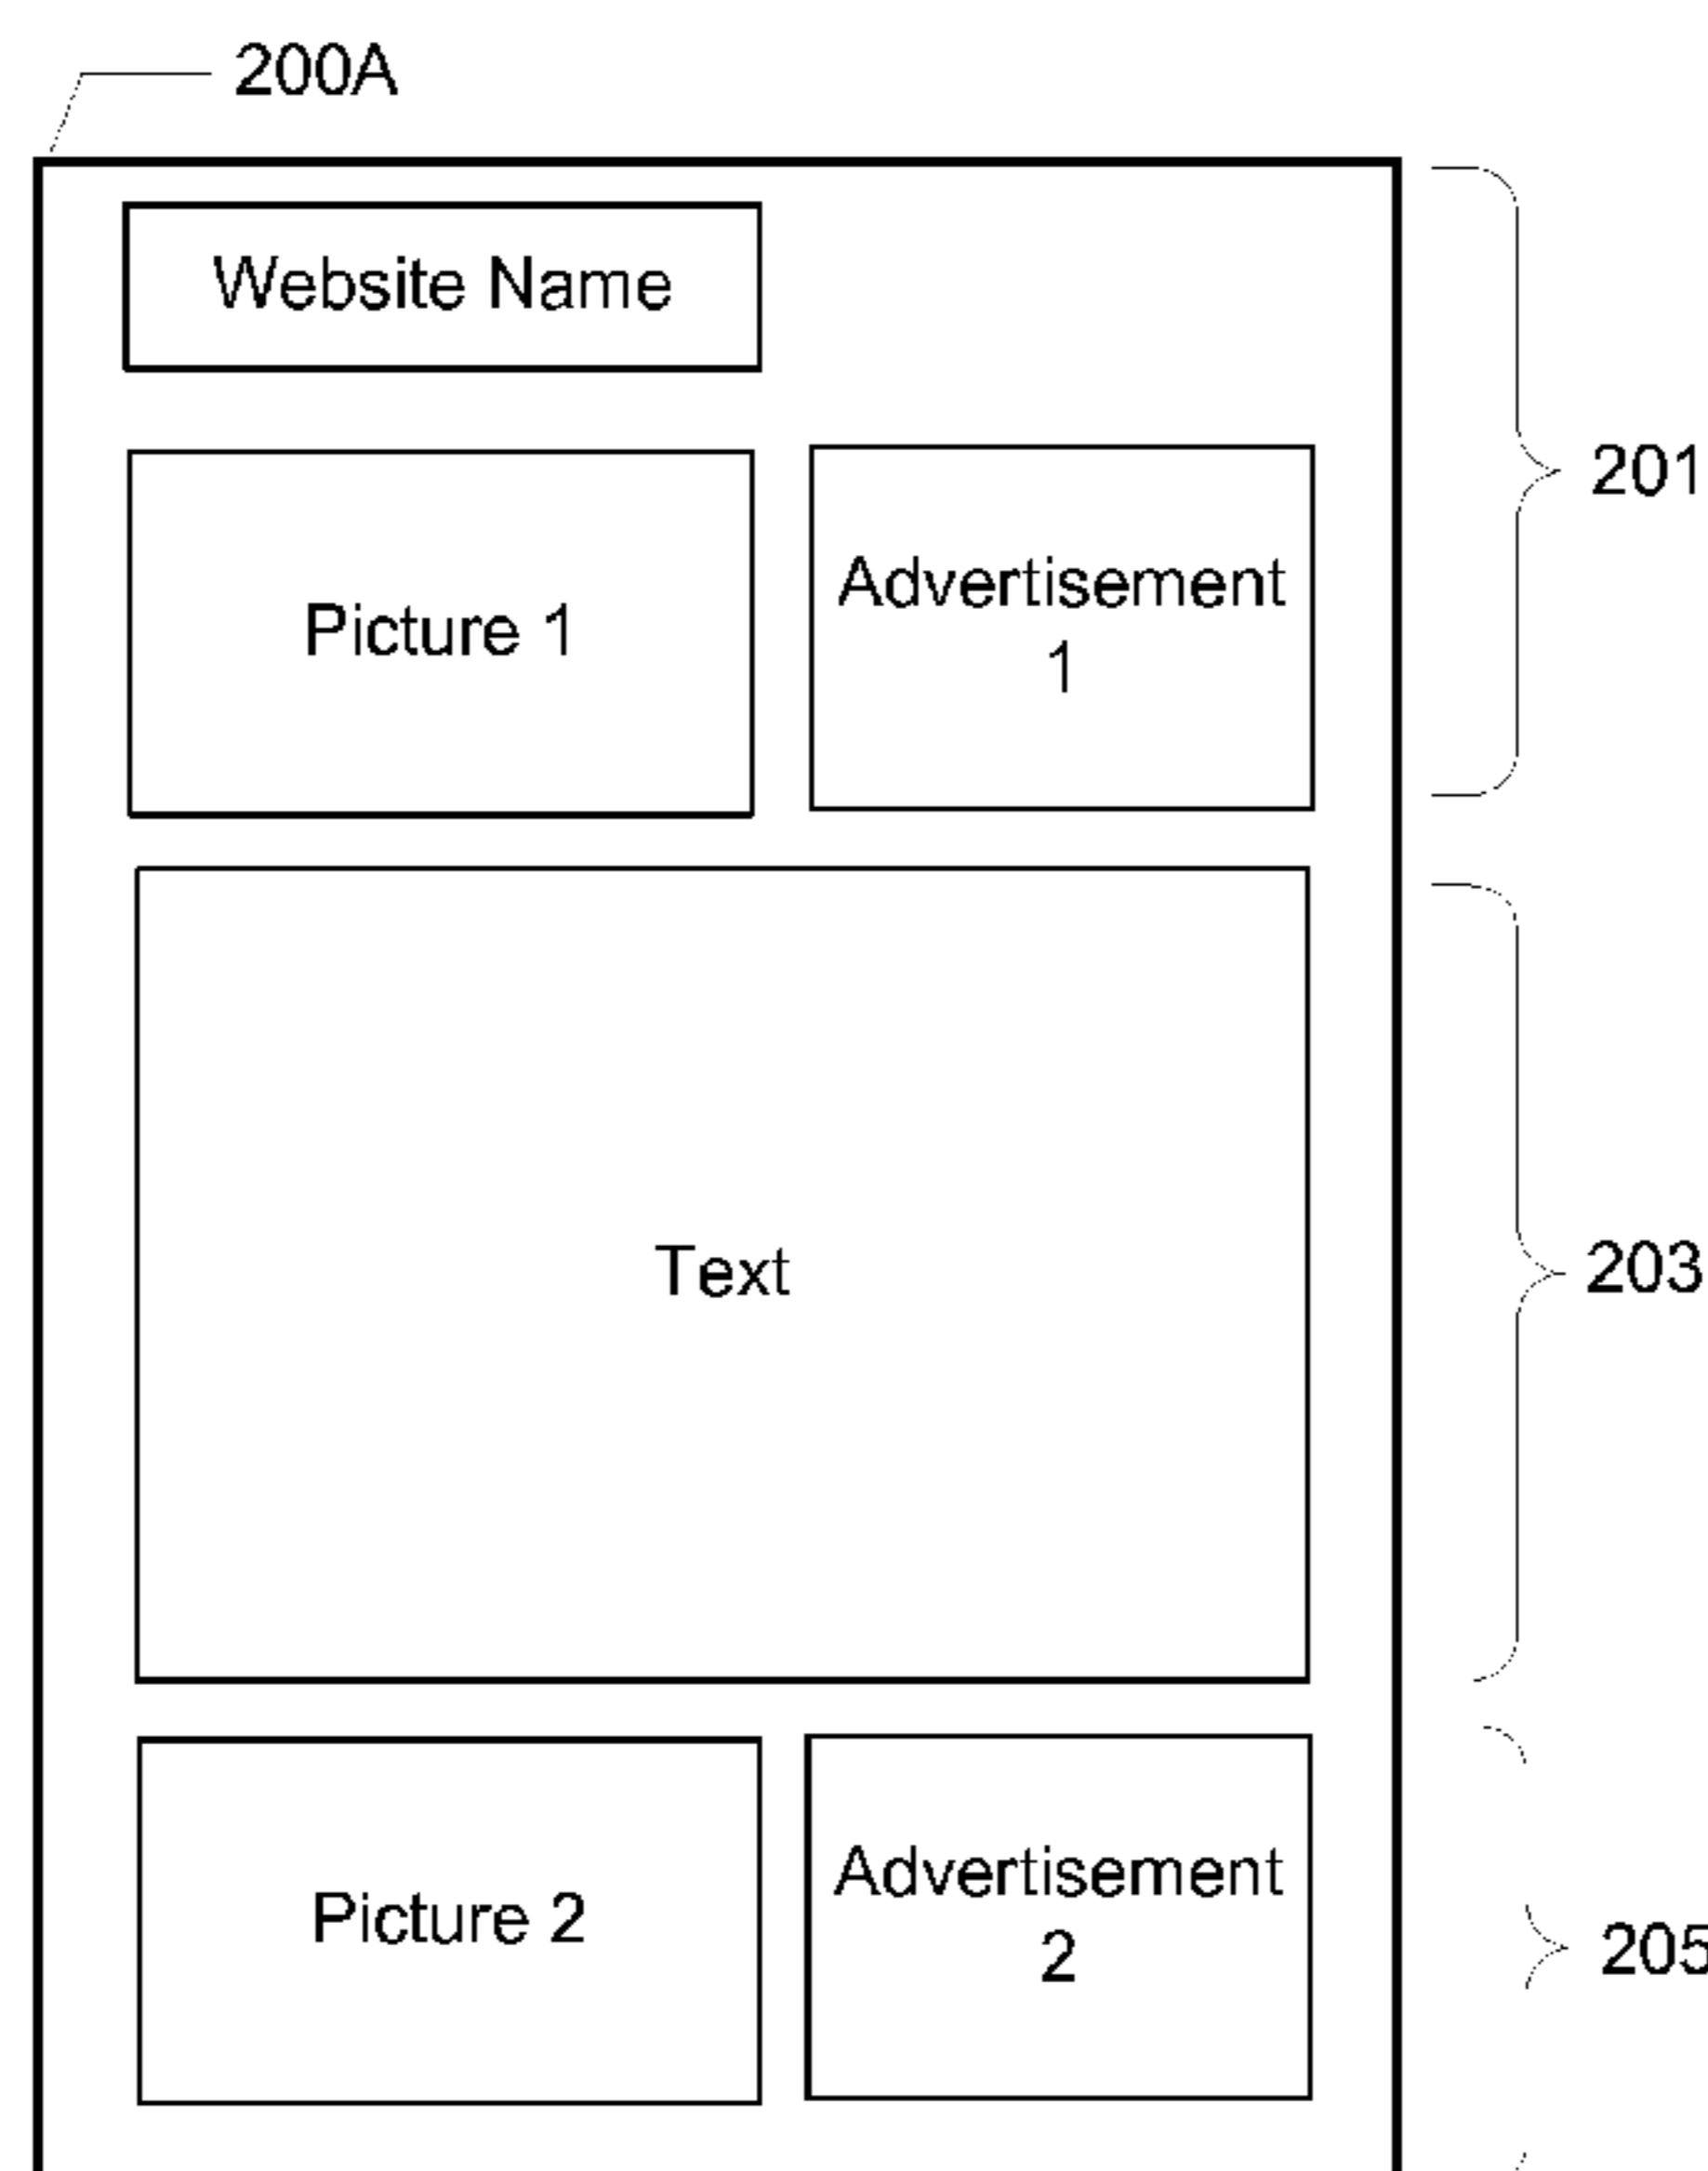 200A
Website Name
201
Picture 1
Advertisement
1
Text
203
Picture 2
Advertisement
2
205